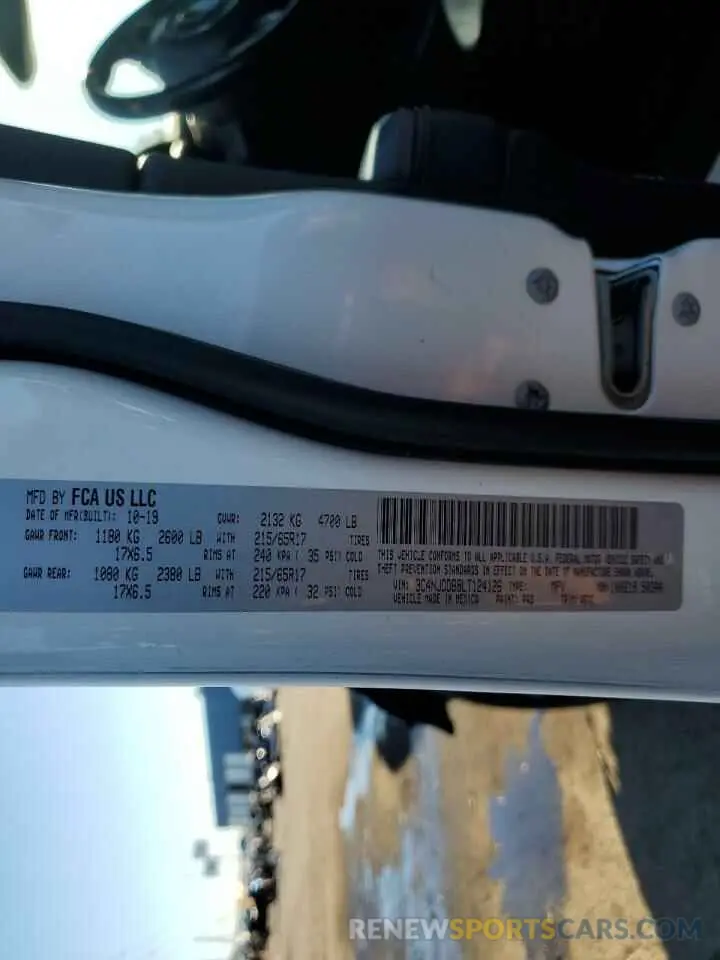 MFD BY FCA US LLC
DATE OF MFR(BUILT): 10-19 GVWR: 2132 KG 4700 LB
GAWR FRONT: 1180 KG 2600 LB WITH 215/65R17 TIRES
17X6.5 RIMS AT 240 KPA ( 35 PSI) COLD
GAWR REAR: 1080 KG 2380 LB WITH 215/65R17 TIRES
17X6.5 RIMS AT 220 KPA ( 32 PSI) COLD
THIS VEHICLE CONFORMS TO ALL APPLICABLE U.S.A. FEDERAL MOTOR VEHICLE SAFETY AND
THEFT PREVENTION STANDARDS IN EFFECT ON THE DATE OF MANUFACTURE SHOWN ABOVE.
VIN: 3C4NJDDB8LT124126 TYPE: MPV
VEHICLE MADE IN MEXICO PAINT: PW3 TRIM:
RENEWSPORTSCARS.COM